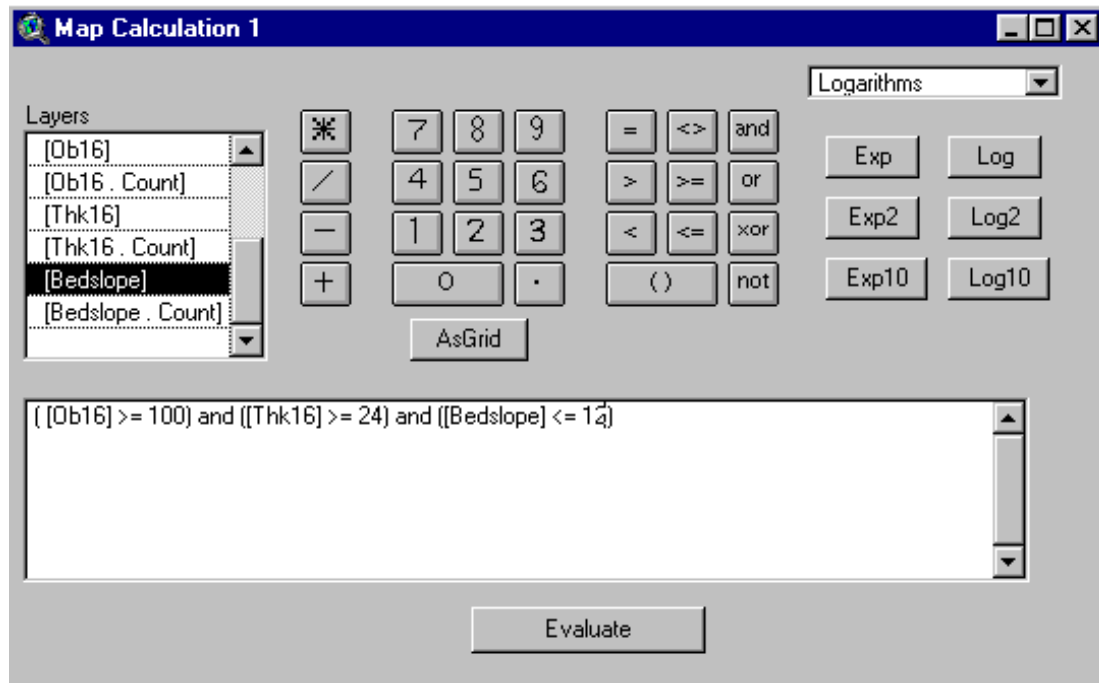 Map Calculation 1
Logarithms
Layers
[Ob16]
[Ob16 . Count]
[Thk16]
[Thk16 . Count]
[Bedslope]
[Bedslope . Count]
* 7 8 9 = <> and
/ 4 5 6 > >= or
- 1 2 3 < <= xor
+ 0 . () not
AsGrid
Exp Log
Exp2 Log2
Exp10 Log10
( [Ob16] >= 100) and ([Thk16] >= 24) and ([Bedslope] <=
Evaluate